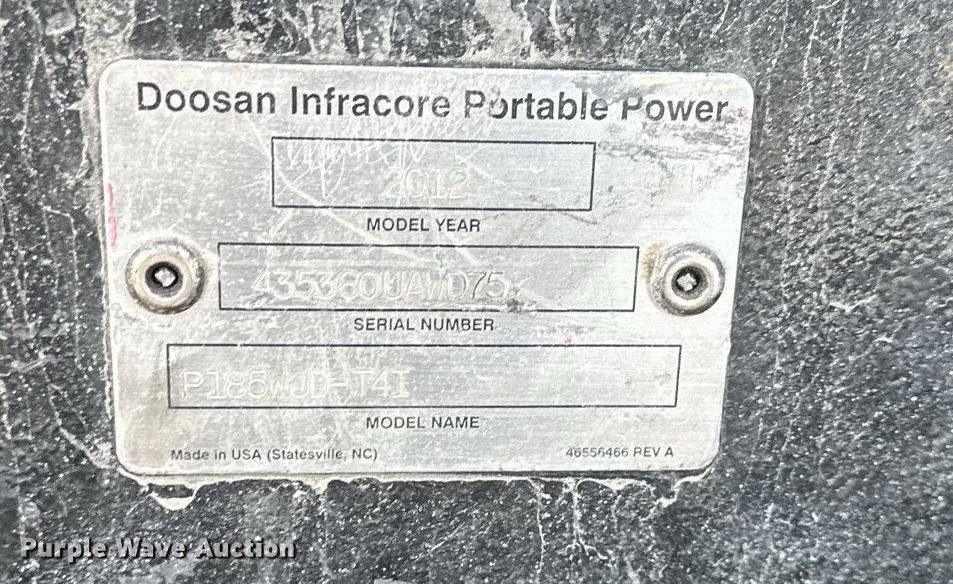 Doosan Infracore Portable Power
2012
MODEL YEAR
435360UAWD75
SERIAL NUMBER
P185WJD-T4I
MODEL NAME
Made in USA (Statesville, NC)
46556466 REV A
Purple Wave Auction